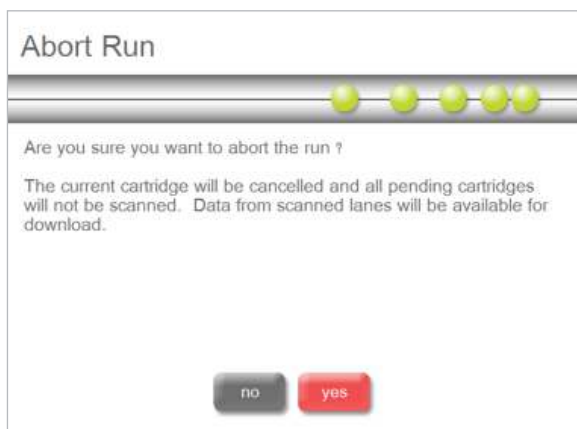 Abort Run
Are you sure you want to abort the run ?
The current cartridge will be cancelled and all pending cartridges
will not be scanned.  Data from scanned lanes will be available for
download.
no
yes